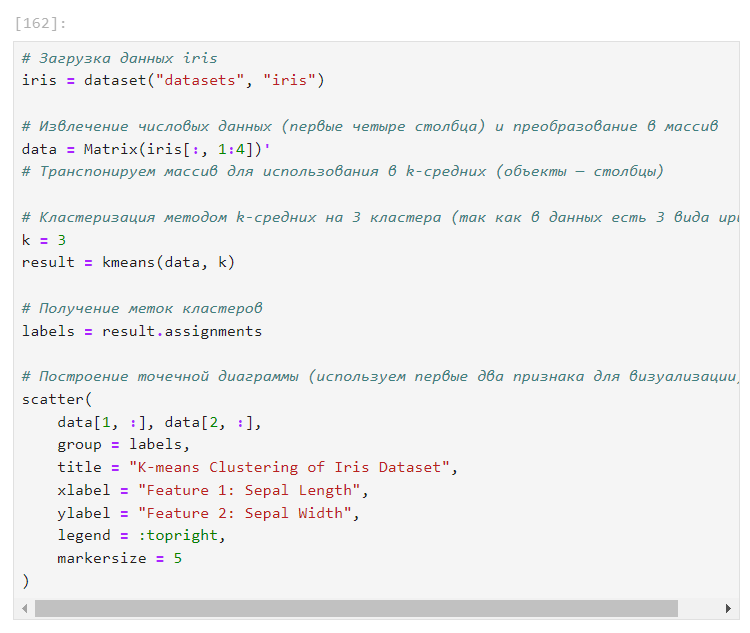 [162]:
# Загрузка данных iris
iris = dataset("datasets", "iris")
# Извлечение числовых данных (первые четыре столбца) и преобразование в массив
data = Matrix(iris[:, 1:4])'
# Транспонируем массив для использования в k-средних (объекты — столбцы)
# Кластеризация методом k-средних на 3 кластера (так как в данных есть 3 вида
k = 3
result = kmeans(data, k)
# Получение меток кластеров
labels = result.assignments
# Построение точечной диаграммы (используем первые два признака для визуализации
scatter(
    data[1, :], data[2, :],
    group = labels,
    title = "K-means Clustering of Iris Dataset",
    xlabel = "Feature 1: Sepal Length",
    ylabel = "Feature 2: Sepal Width",
    legend = :topright,
    markersize = 5
)